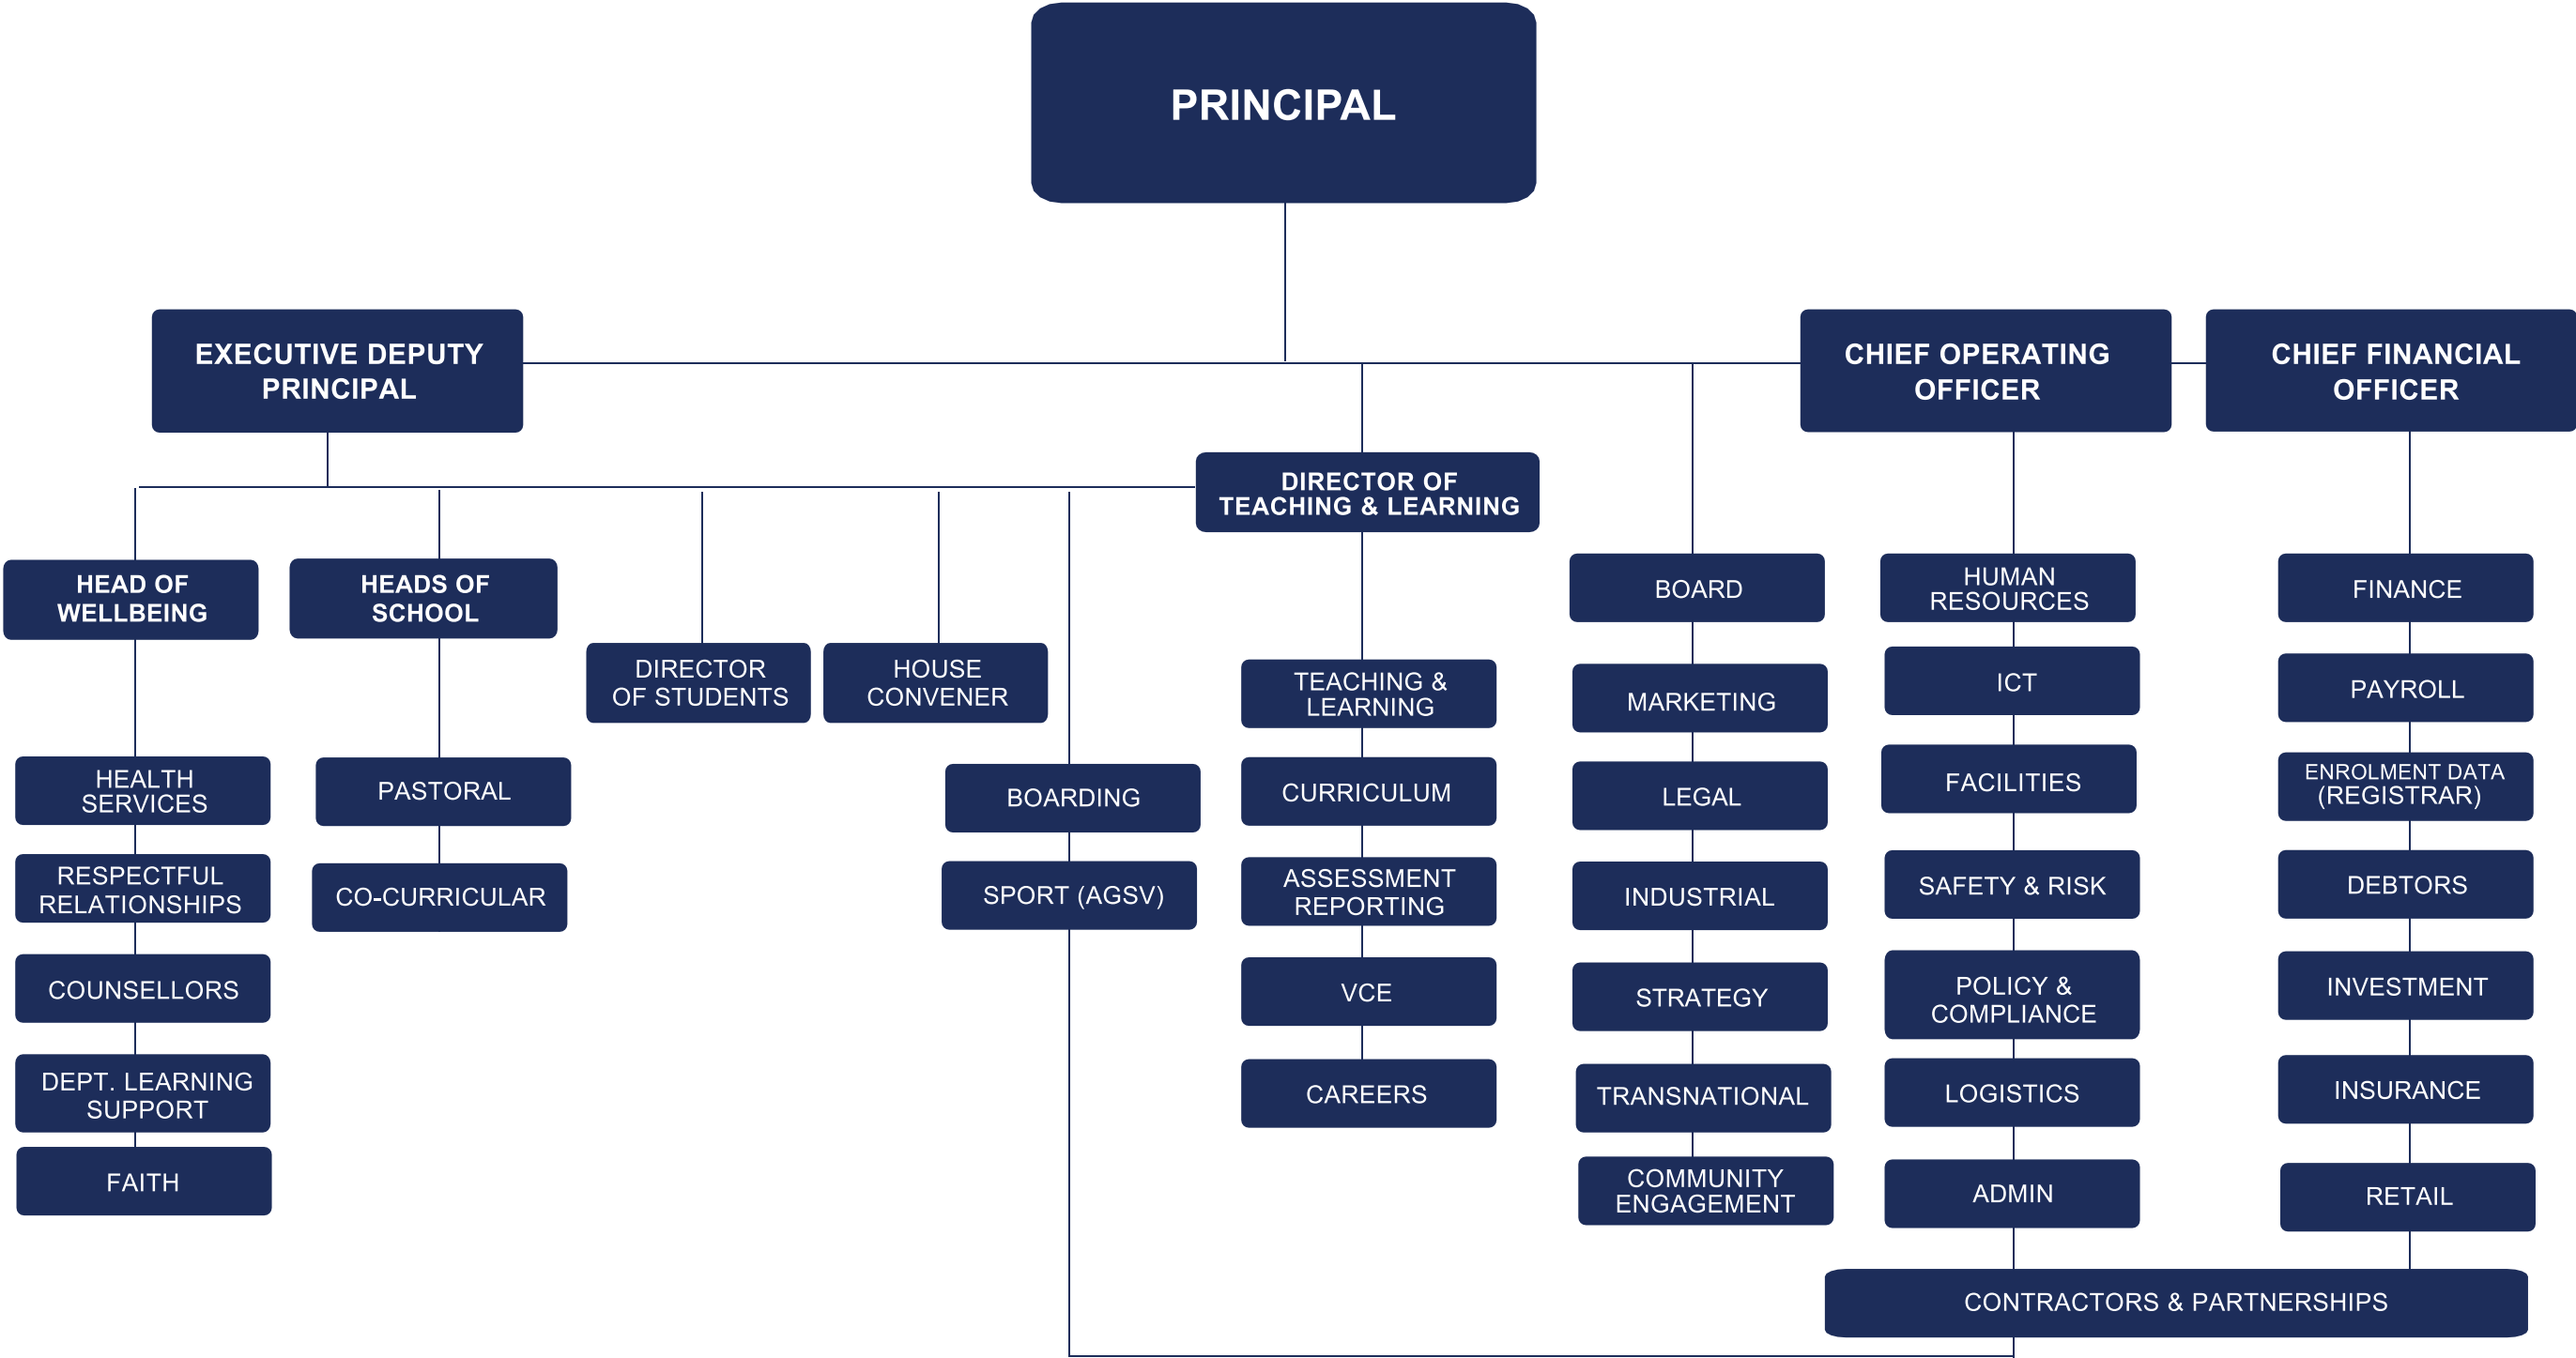 PRINCIPAL
EXECUTIVE DEPUTY
PRINCIPAL
CHIEF OPERATING
OFFICER
CHIEF FINANCIAL
OFFICER
DIRECTOR OF
TEACHING & LEARNING
HEAD OF
WELLBEING
HEADS OF
SCHOOL
DIRECTOR
OF STUDENTS
HOUSE
CONVENER
HEALTH
SERVICES
RESPECTFUL
RELATIONSHIPS
COUNSELLORS
DEPT. LEARNING
SUPPORT
FAITH
PASTORAL
CO-CURRICULAR
BOARDING
SPORT (AGSV)
TEACHING &
LEARNING
CURRICULUM
ASSESSMENT
REPORTING
VCE
CAREERS
BOARD
MARKETING
LEGAL
INDUSTRIAL
STRATEGY
TRANSNATIONAL
COMMUNITY
ENGAGEMENT
HUMAN
RESOURCES
ICT
FACILITIES
SAFETY & RISK
POLICY &
COMPLIANCE
LOGISTICS
ADMIN
FINANCE
PAYROLL
ENROLMENT DATA
(REGISTRAR)
DEBTORS
INVESTMENT
INSURANCE
RETAIL
CONTRACTORS & PARTNERSHIPS